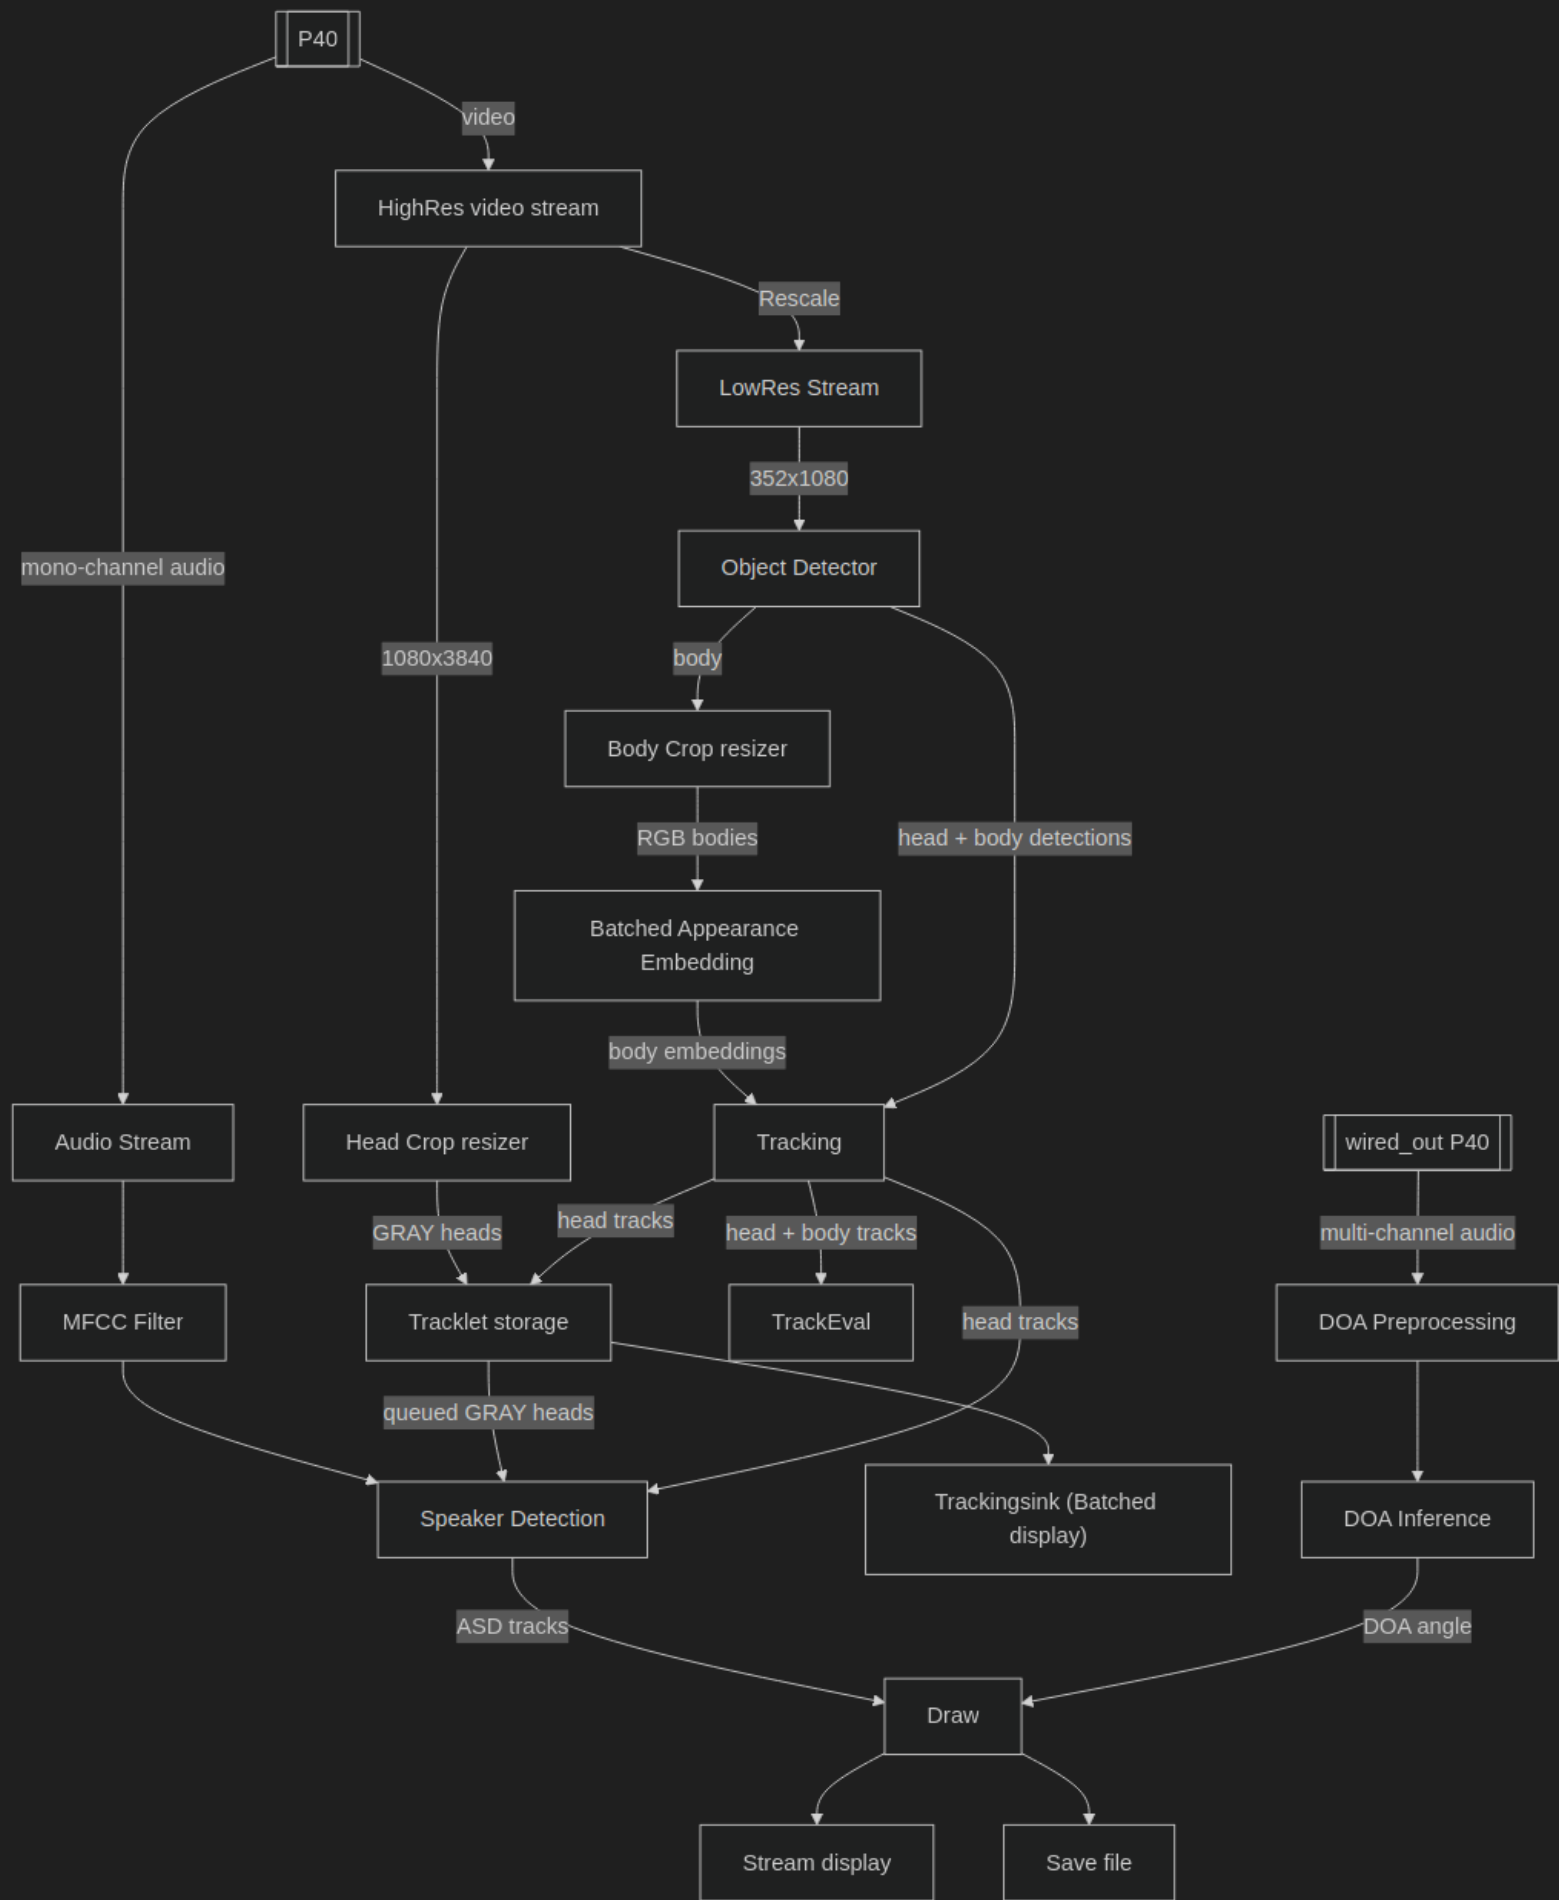 P40
video
HighRes video stream
Rescale
LowRes Stream
352x1080
mono-channel audio
Object Detector
1080x3840
body
Body Crop resizer
RGB bodies
head + body detections
Batched Appearance
Embedding
body embeddings
Audio Stream
Head Crop resizer
Tracking
wired_out P40
GRAY heads
head tracks
head + body tracks
multi-channel audio
MFCC Filter
Tracklet storage
TrackEval
head tracks
DOA Preprocessing
queued GRAY heads
Speaker Detection
Trackingsink (Batched
display)
DOA Inference
ASD tracks
DOA angle
Draw
Stream display
Save file